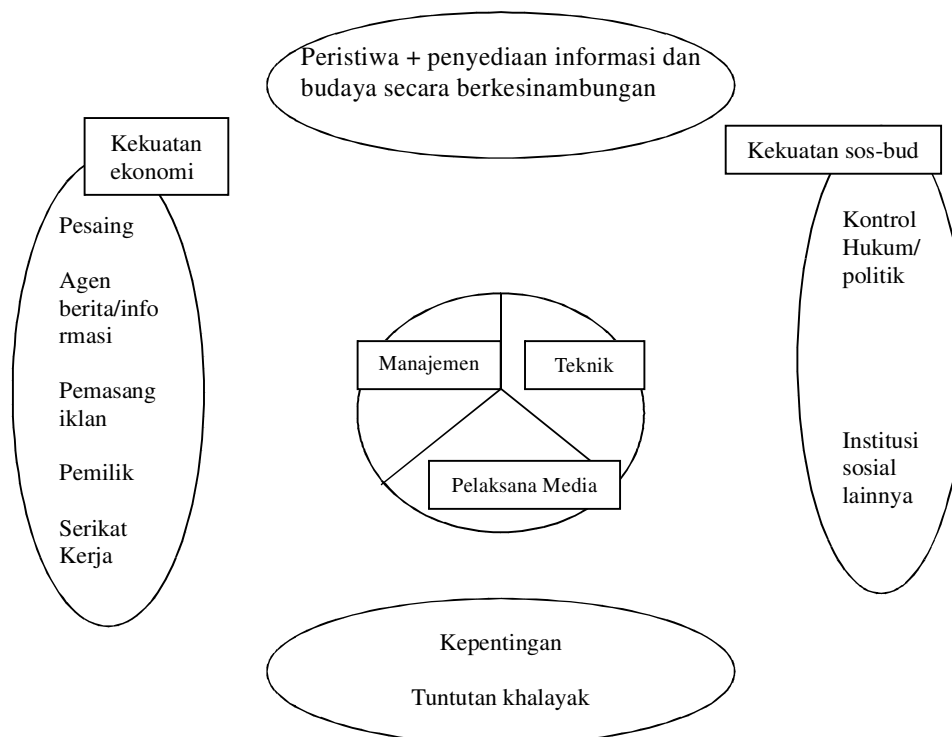 Peristiwa + penyediaan informasi dan
budaya secara berkesinambungan
Kekuatan
ekonomi
Pesaing
Agen
berita/info
rmasi
Pemasang
iklan
Pemilik
Serikat
Kerja
Manajemen
Teknik
Pelaksana Media
Kekuatan sos-bud
Kontrol
Hukum/
politik
Institusi
sosial
lainnya
Kepentingan
Tuntutan khalayak